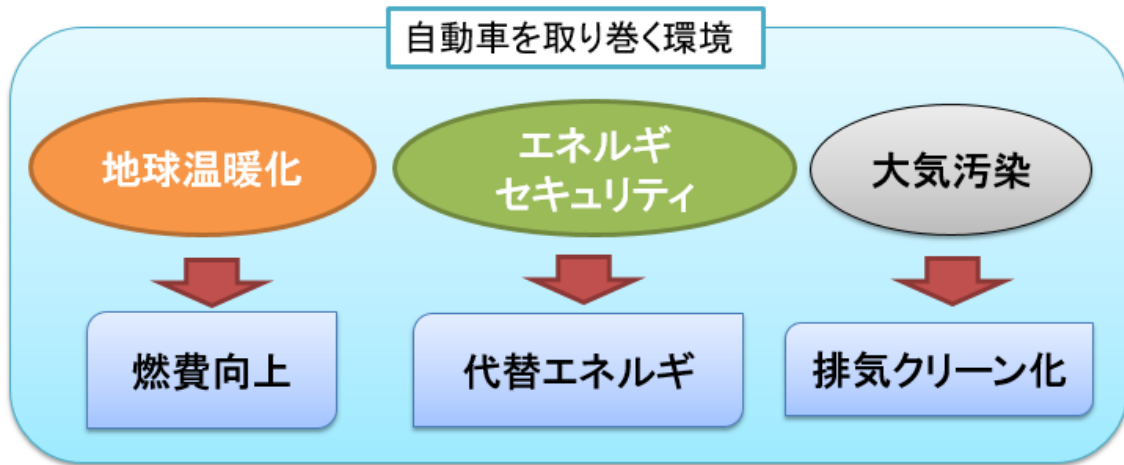 自動車を取り巻く環境
地球温暖化
エネルギ
セキュリティ
大気汚染
燃費向上
代替エネルギ
排気クリーン化